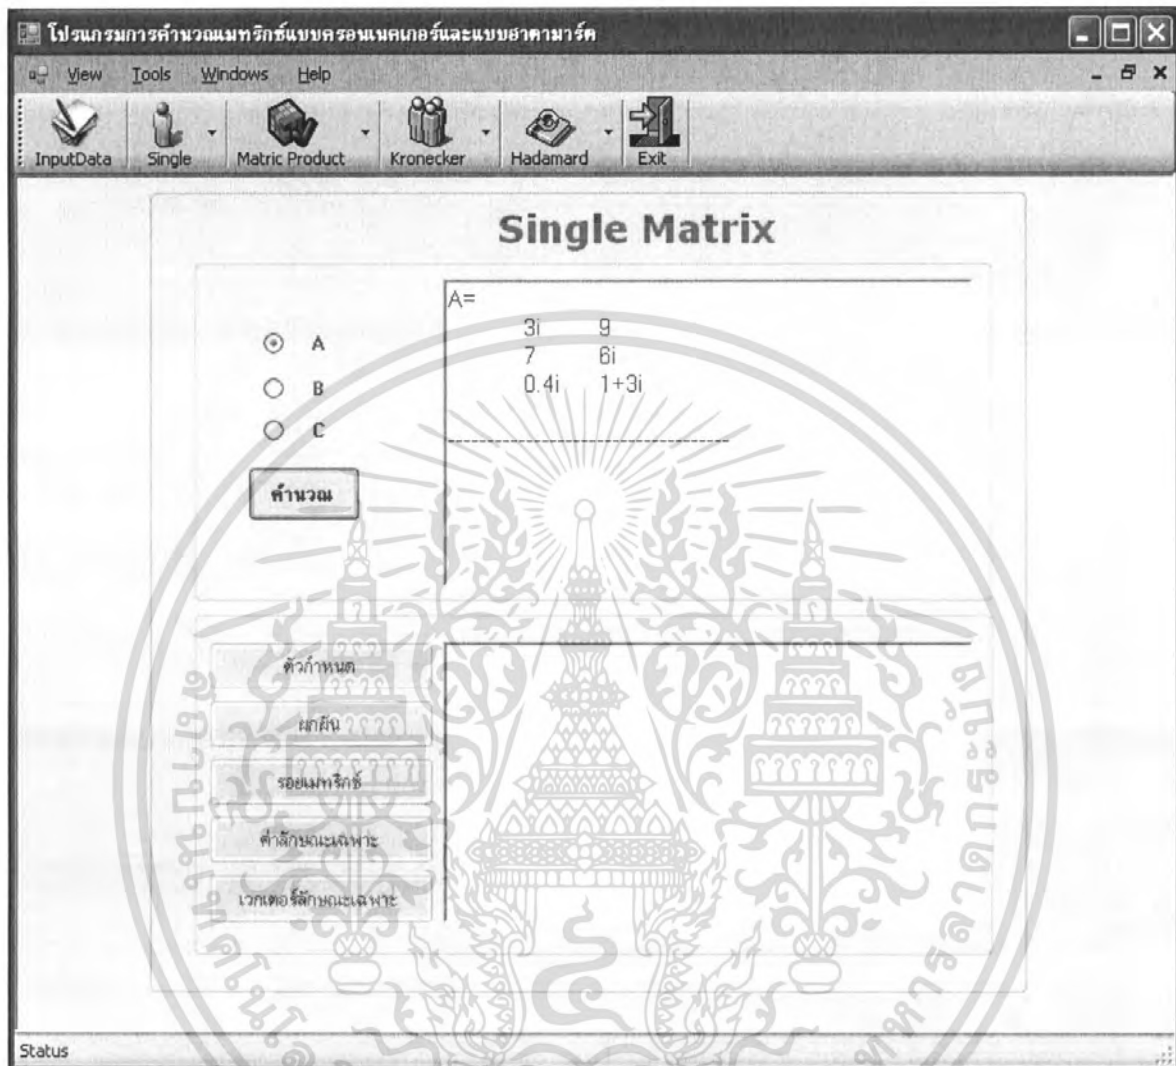 โปรแกรมการคำนวณเมทริกซ์แบบครอนเนคเกอร์และแบบฮาดามาร์ด
View Tools Windows Help
InputData Single Matric Product Kronecker Hadamard Exit
Single Matrix
A=
3i 9
7 6i
0.4i 1+3i
A
B
C
คำนวณ
ตัวกำหนด
ผกผัน
รอยเมทริกซ์
ค่าลักษณะเฉพาะ
เวกเตอร์ลักษณะเฉพาะ
Status